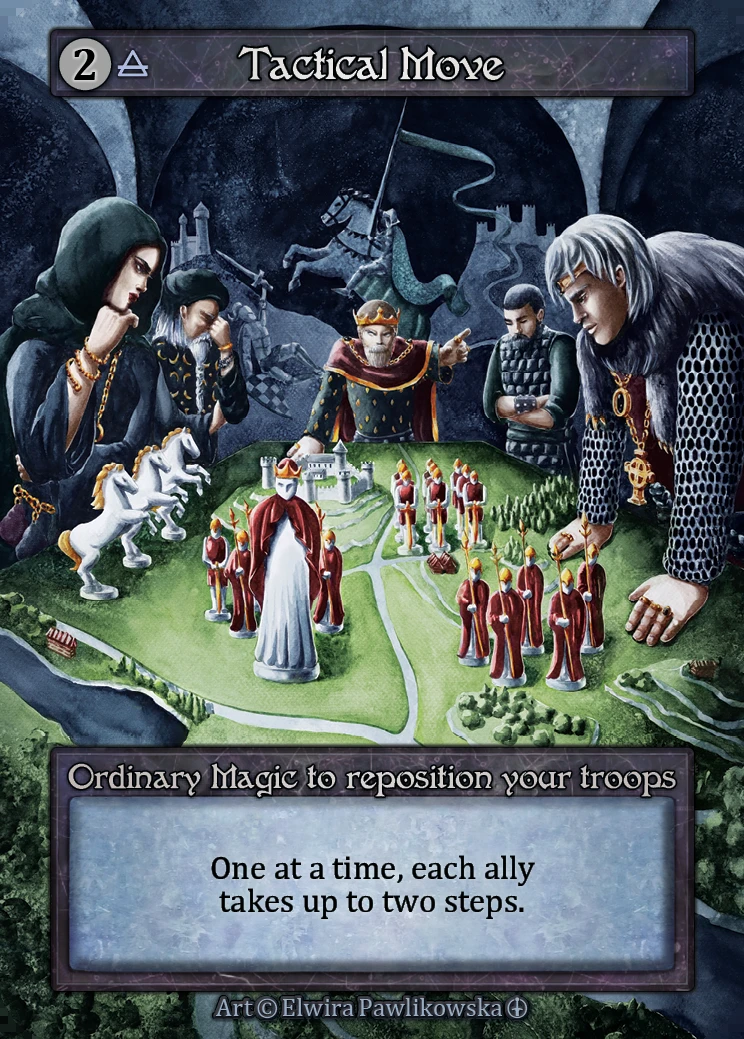 2 Tactical Move
Ordinary Magic to reposition your troops
One at a time, each ally
takes up to two steps.
Art © Elwira Pawlikowska